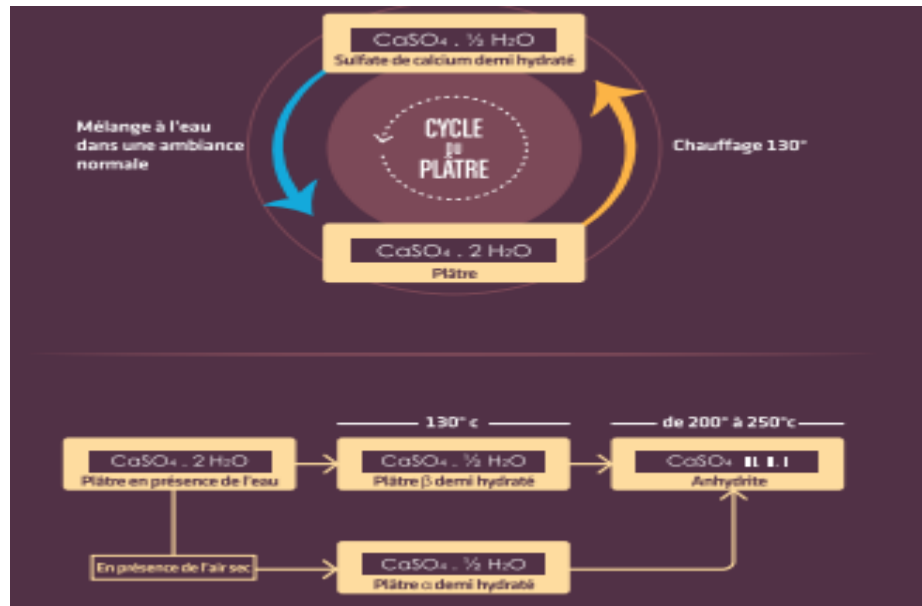 CaSO₄ . ½ H₂O
Sulfate de calcium demi hydraté
Mélange à l'eau
dans une ambiance
normale
CYCLE
DU
PLÂTRE
Chauffage 130°
CaSO₄ . 2 H₂O
Plâtre
130° c
de 200° à 250°c
CaSO₄ . 2 H₂O
Plâtre en présence de l'eau
CaSO₄ . ½ H₂O
Plâtre β demi hydraté
CaSO₄
Anhydrite
En présence de l'air sec
CaSO₄ . ½ H₂O
Plâtre α demi hydraté